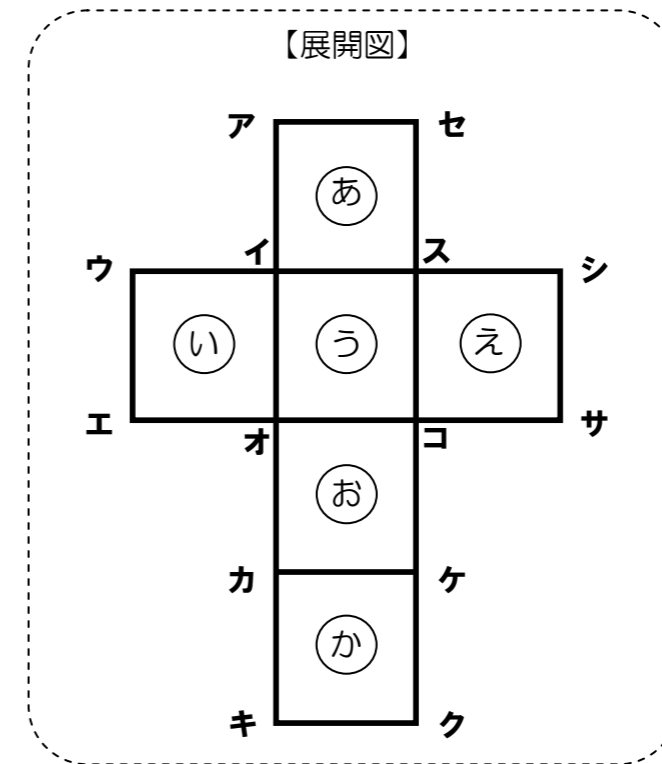 【展開図】
ア セ
あ
イ ス
ウ シ
い う え
エ サ
オ コ
お
カ ケ
か
キ ク